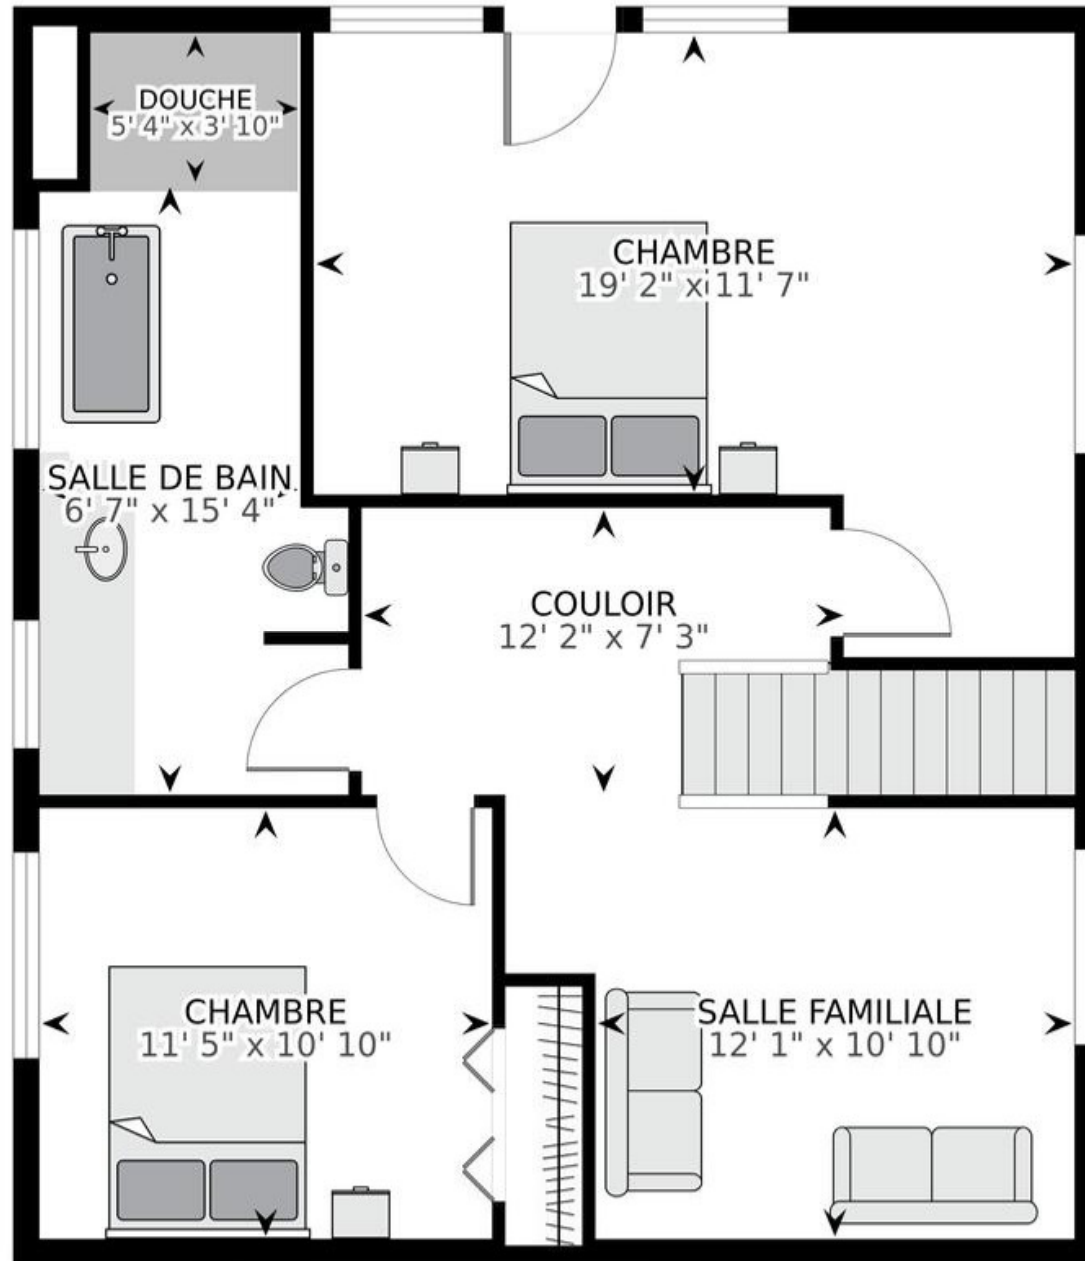 DOUCHE
5' 4" x 3' 10"
CHAMBRE
19' 2" x 11' 7"
SALLE DE BAIN
6' 7" x 15' 4"
COULOIR
12' 2" x 7' 3"
CHAMBRE
11' 5" x 10' 10"
SALLE FAMILIALE
12' 1" x 10' 10"